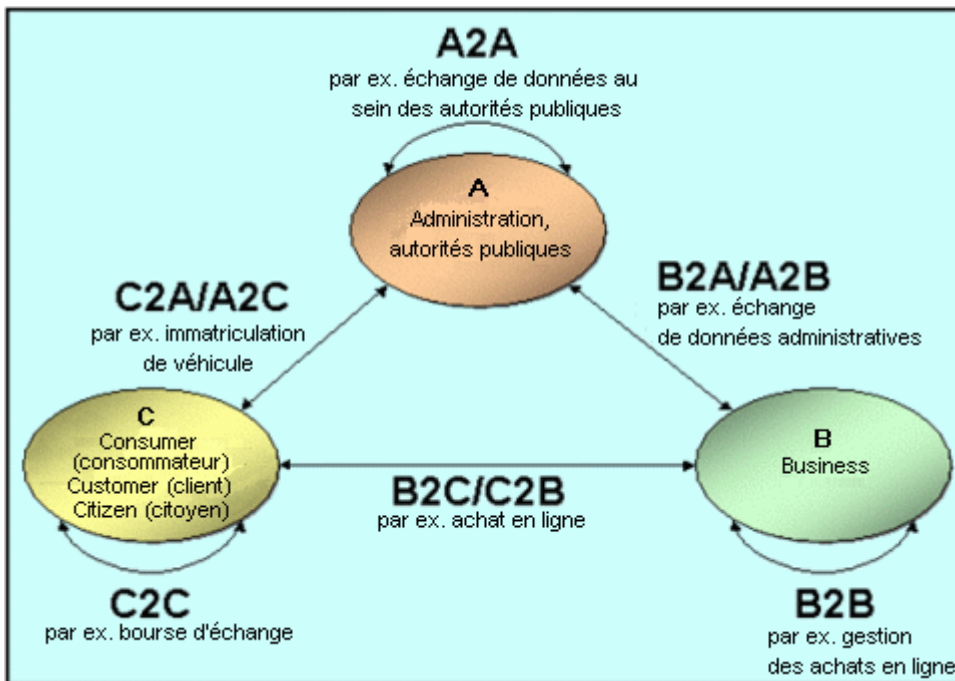 A2A
par ex. échange de données au
sein des autorités publiques
A
Administration,
autorités publiques
C2A/A2C
par ex. immatriculation
de véhicule
B2A/A2B
par ex. échange
de données administratives
C
Consumer
(consommateur)
Customer (client)
Citizen (citoyen)
B
Business
B2C/C2B
par ex. achat en ligne
C2C
par ex. bourse d'échange
B2B
par ex. gestion
des achats en ligne